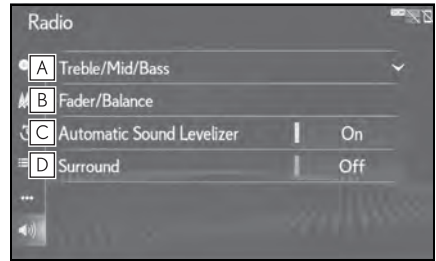 Radio
A Treble/Mid/Bass
B Fader/Balance
C Automatic Sound Levelizer On
D Surround Off